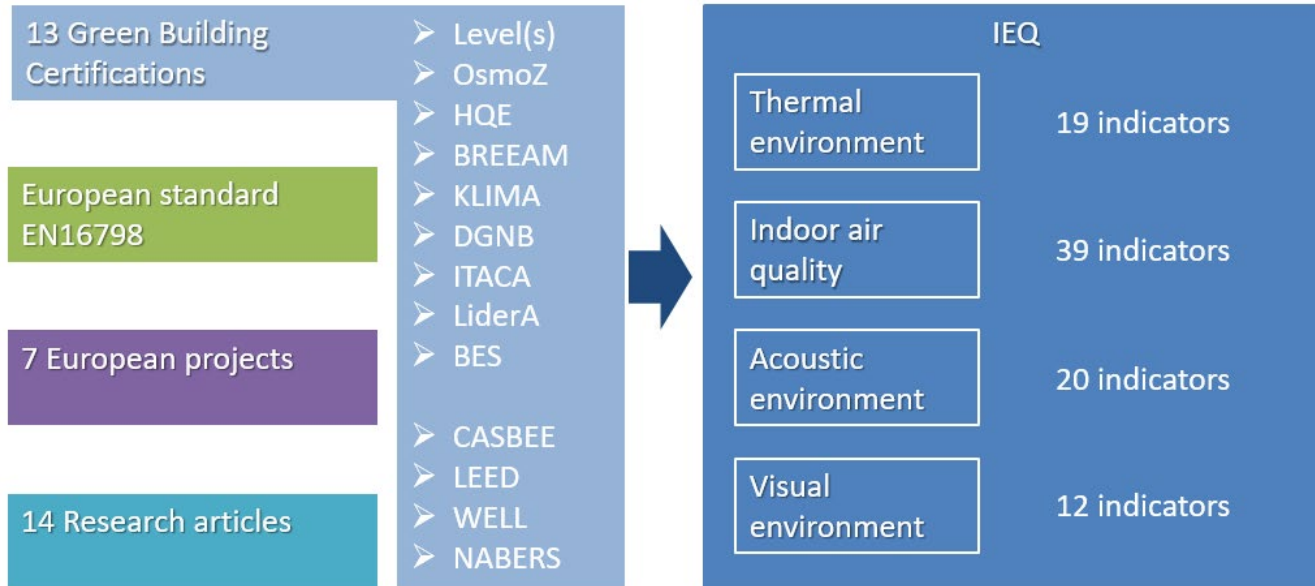 13 Green Building
Certifications
European standard
EN16798
7 European projects
14 Research articles
Level(s)
OsmoZ
HQE
BREEAM
KLIMA
DGNB
ITACA
LiderA
BES
CASBEE
LEED
WELL
NABERS
IEQ
Thermal
environment
19 indicators
Indoor air
quality
39 indicators
Acoustic
environment
20 indicators
Visual
environment
12 indicators